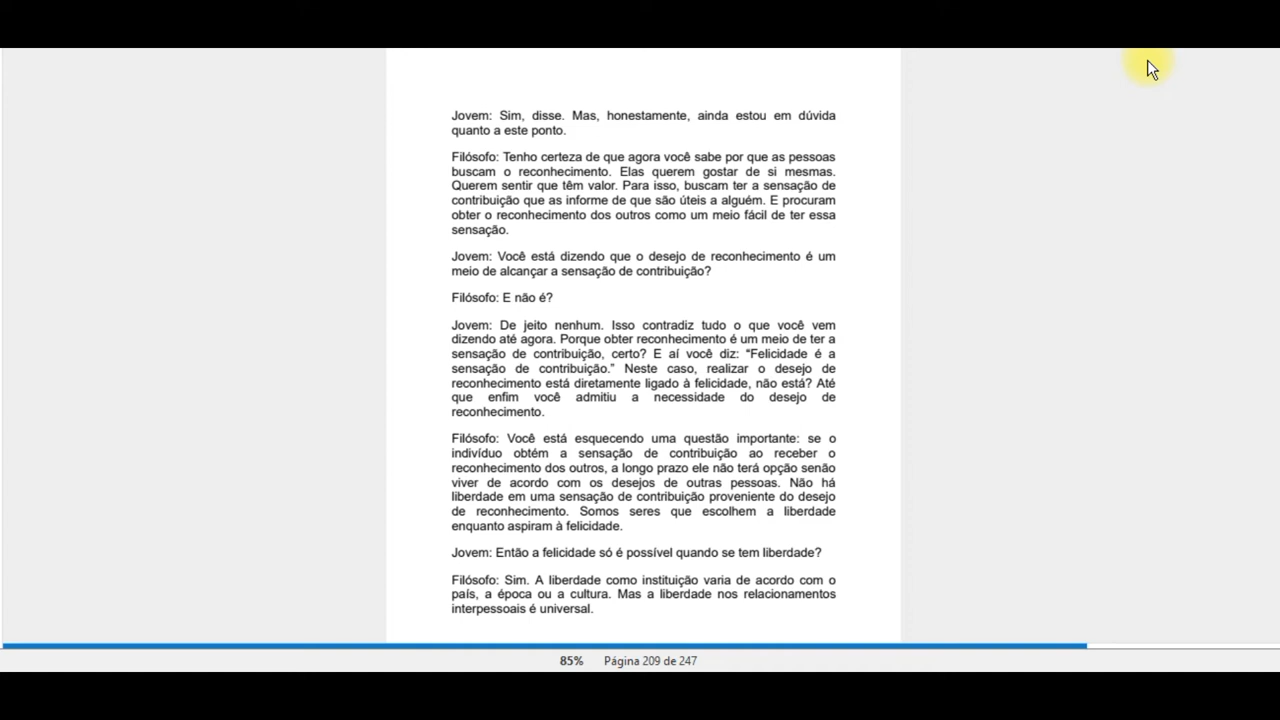 Jovem: Sim, disse. Mas, honestamente, ainda estou em dúvida
quanto a este ponto.
Filósofo: Tenho certeza de que agora você sabe por que as pessoas
buscam o reconhecimento. Elas querem gostar de si mesmas.
Querem sentir que têm valor. Para isso, buscam ter a sensação de
contribuição que as informe de que são úteis a alguém. E procuram
obter o reconhecimento dos outros como um meio fácil de ter essa
sensação.
Jovem: Você está dizendo que o desejo de reconhecimento é um
meio de alcançar a sensação de contribuição?
Filósofo: E não é?
Jovem: De jeito nenhum. Isso contradiz tudo o que você vem
dizendo até agora. Porque obter reconhecimento é um meio de ter a
sensação de contribuição, certo? E aí você diz: “Felicidade é a
sensação de contribuição.” Neste caso, realizar o desejo de
reconhecimento está diretamente ligado à felicidade, não está? Até
que enfim você admitiu a necessidade do desejo de
reconhecimento.
Filósofo: Você está esquecendo uma questão importante: se o
indivíduo obtém a sensação de contribuição ao receber o
reconhecimento dos outros, a longo prazo ele não terá opção senão
viver de acordo com os desejos de outras pessoas. Não há
liberdade em uma sensação de contribuição proveniente do desejo
de reconhecimento. Somos seres que escolhem a liberdade
enquanto aspiram à felicidade.
Jovem: Então a felicidade só é possível quando se tem liberdade?
Filósofo: Sim. A liberdade como instituição varia de acordo com o
país, a época ou a cultura. Mas a liberdade nos relacionamentos
interpessoais é universal.
85% Página 209 de 247